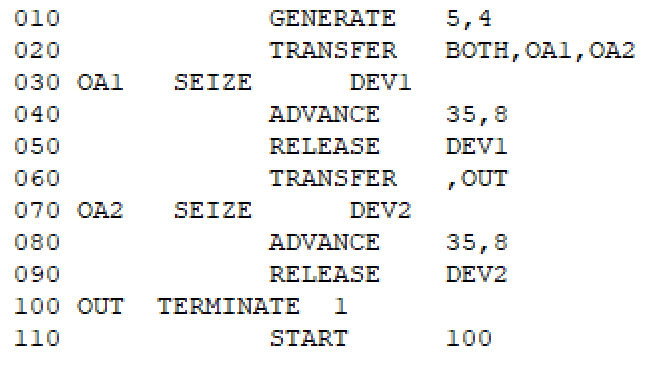 010 GENERATE 5,4
020 TRANSFER BOTH,OA1,OA2
030 OA1 SEIZE DEV1
040 ADVANCE 35,8
050 RELEASE DEV1
060 TRANSFER ,OUT
070 OA2 SEIZE DEV2
080 ADVANCE 35,8
090 RELEASE DEV2
100 OUT TERMINATE 1
110 START 100